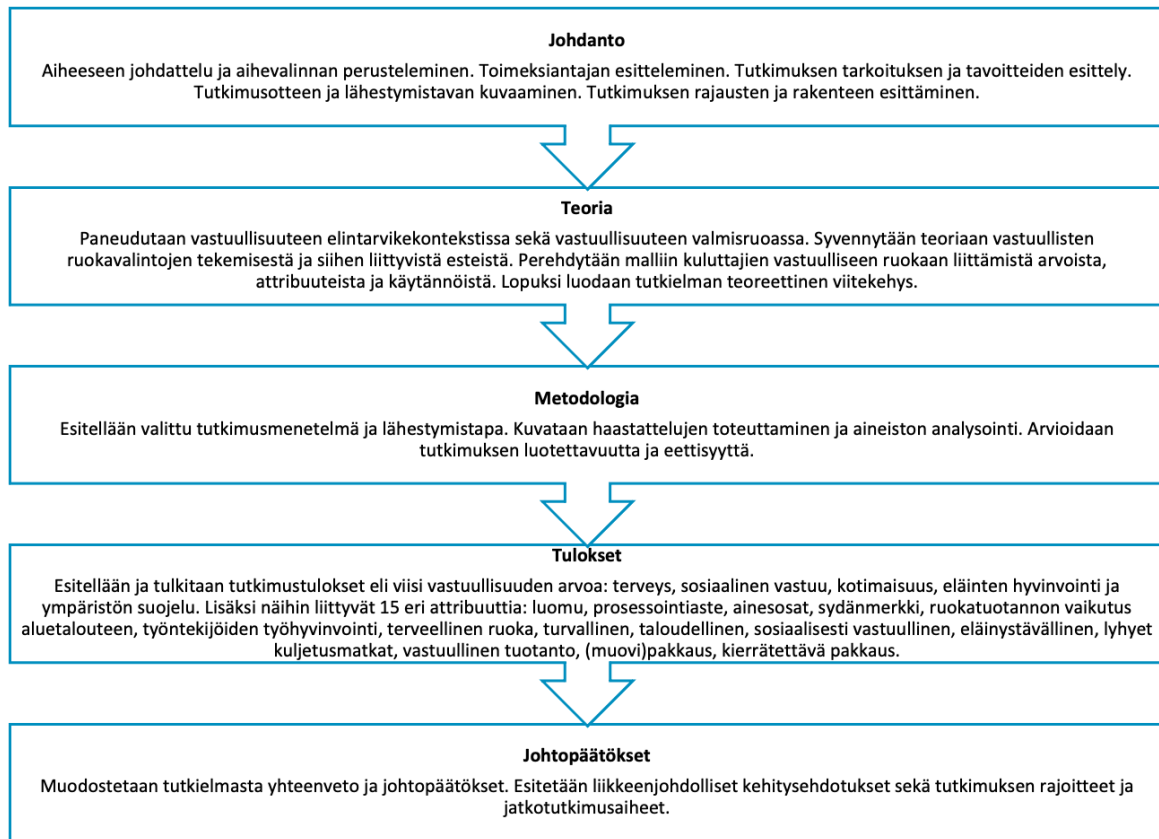 Johdanto
Aiheeseen johdattelu ja aihevalinnan perusteleminen. Toimeksiantajan esitteleminen. Tutkimuksen tarkoituksen ja tavoitteiden esittely.
Tutkimusotteen ja lähestymistavan kuvaaminen. Tutkimuksen rajausten ja rakenteen esittäminen.
Teoria
Paneudutaan vastuullisuuteen elintarvikekontekstissa sekä vastuullisuuteen valmisruoassa. Syvennytään teoriaan vastuullisten
ruokavalintojen tekemisestä ja siihen liittyvistä esteistä. Perehdytään malliin kuluttajien vastuulliseen ruokaan liittämistä arvoista,
attribuuteista ja käytännöistä. Lopuksi luodaan tutkielman teoreettinen viitekehys.
Metodologia
Esitellään valittu tutkimusmenetelmä ja lähestymistapa. Kuvataan haastattelujen toteuttaminen ja aineiston analysointi. Arvioidaan
tutkimuksen luotettavuutta ja eettisyyttä.
Tulokset
Esitellään ja tulkitaan tutkimustulokset eli viisi vastuullisuuden arvoa: terveys, sosiaalinen vastuu, kotimaisuus, eläinten hyvinvointi ja
ympäristön suojelu. Lisäksi näihin liittyvät 15 eri attribuuttia: luomu, prosessointiaste, ainesosat, sydänmerkki, ruokatuotannon vaikutus
aluetalouteen, työntekijöiden työhyvinvointi, terveellinen ruoka, turvallinen, taloudellinen, sosiaalisesti vastuullinen, eläinystävällinen, lyhyet
kuljetusmatkat, vastuullinen tuotanto, (muovi)pakkaus, kierrätettävä pakkaus.
Johtopäätökset
Muodostetaan tutkielmasta yhteenveto ja johtopäätökset. Esitetään liikkeenjohdolliset kehitysehdotukset sekä tutkimuksen rajoitteet ja
jatkotutkimusaiheet.